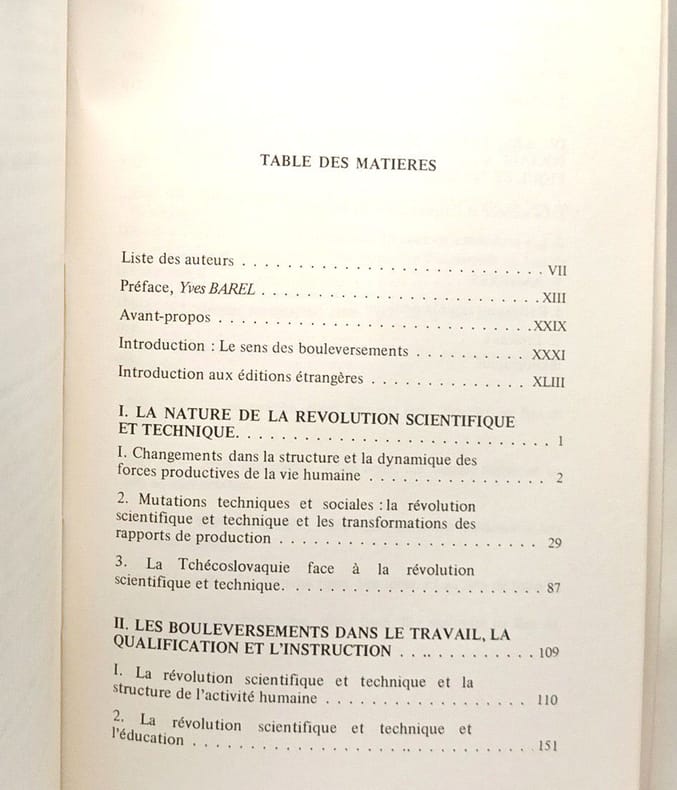 TABLE DES MATIERES
Liste des auteurs . . . . . . . . . . . . . . . . . . . . . . . . . . VII
Préface, Yves BAREL . . . . . . . . . . . . . . . . . . . . . . . . XIII
Avant-propos . . . . . . . . . . . . . . . . . . . . . . . . . . . XXIX
Introduction : Le sens des bouleversements . . . . . . . . . . XXXI
Introduction aux éditions étrangères . . . . . . . . . . . . . . XLIII
I. LA NATURE DE LA REVOLUTION SCIENTIFIQUE
ET TECHNIQUE. . . . . . . . . . . . . . . . . . . . . . . . . . . 1
I. Changements dans la structure et la dynamique des
forces productives de la vie humaine . . . . . . . . . . . . . . . . 2
2. Mutations techniques et sociales : la révolution
scientifique et technique et les transformations des
rapports de production . . . . . . . . . . . . . . . . . . . . . . . 29
3. La Tchécoslovaquie face à la révolution
scientifique et technique. . . . . . . . . . . . . . . . . . . . . . . 87
II. LES BOULEVERSEMENTS DANS LE TRAVAIL, LA
QUALIFICATION ET L'INSTRUCTION . . . . . . . . . . . . . 109
I. La révolution scientifique et technique et la
structure de l'activité humaine . . . . . . . . . . . . . . . . . . 110
2. La révolution scientifique et technique et
l'éducation . . . . . . . . . . . . . . . . . . . . . . . . . . . . . 151